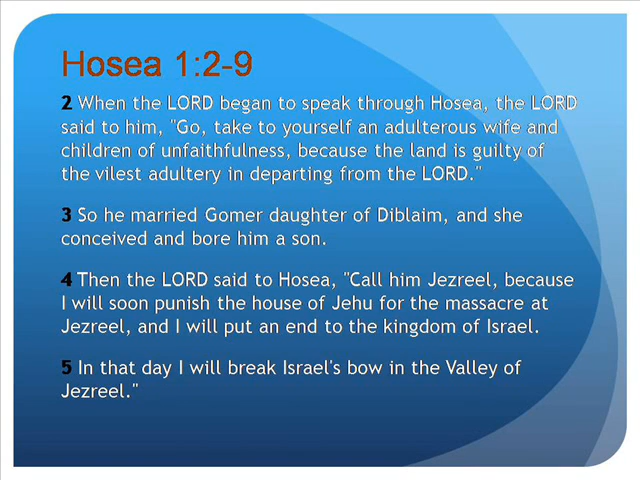 Hosea 1:2-9
2 When the LORD began to speak through Hosea, the LORD
said to him, "Go, take to yourself an adulterous wife and
children of unfaithfulness, because the land is guilty of
the vilest adultery in departing from the LORD."
3 So he married Gomer daughter of Diblaim, and she
conceived and bore him a son.
4 Then the LORD said to Hosea, "Call him Jezreel, because
I will soon punish the house of Jehu for the massacre at
Jezreel, and I will put an end to the kingdom of Israel.
5 In that day I will break Israel's bow in the Valley of
Jezreel."